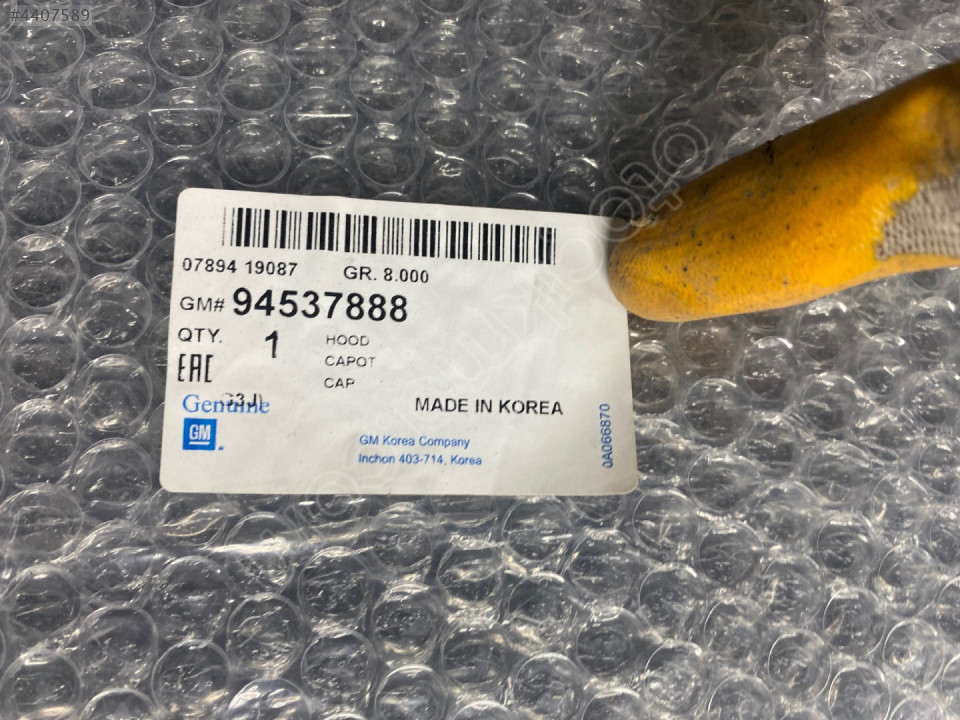 #4407589
07894 19087 GR. 8.000
GM# 94537888
QTY. 1 HOOD
CAPOT
EAC
CAP
Genuine
MADE IN KOREA
GM
GM Korea Company
Inchon 403-714, Korea
0A066870